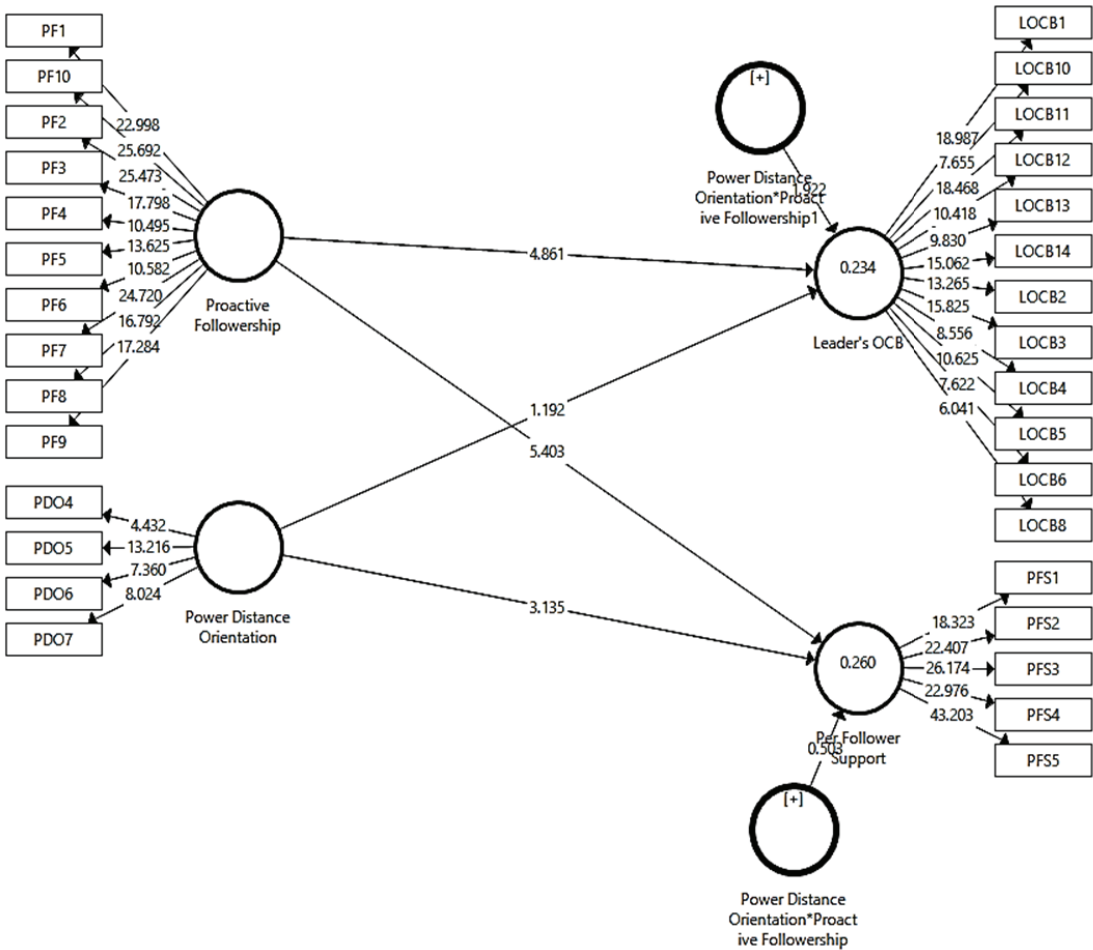 PF1
PF10
PF2
PF3
PF4
PF5
PF6
PF7
PF8
PF9
22.998
25.692
25.473
17.798
10.495
13.625
10.582
24.720
16.792
17.284
Proactive
Followership
PDO4
PDO5
PDO6
PDO7
4.432
13.216
7.360
8.024
Power Distance
Orientation
4.861
1.192
5.403
3.135
[+]
Power Distance
Orientation*Proact
ive Followership1
1.922
0.234
Leader's OCB
18.987
7.655
18.468
10.418
9.830
15.062
13.265
15.825
8.556
10.625
7.622
6.041
LOCB1
LOCB10
LOCB11
LOCB12
LOCB13
LOCB14
LOCB2
LOCB3
LOCB4
LOCB5
LOCB6
LOCB8
0.260
Per Follower
Support
0.503
18.323
22.407
26.174
22.976
43.203
PFS1
PFS2
PFS3
PFS4
PFS5
[+]
Power Distance
Orientation*Proact
ive Followership